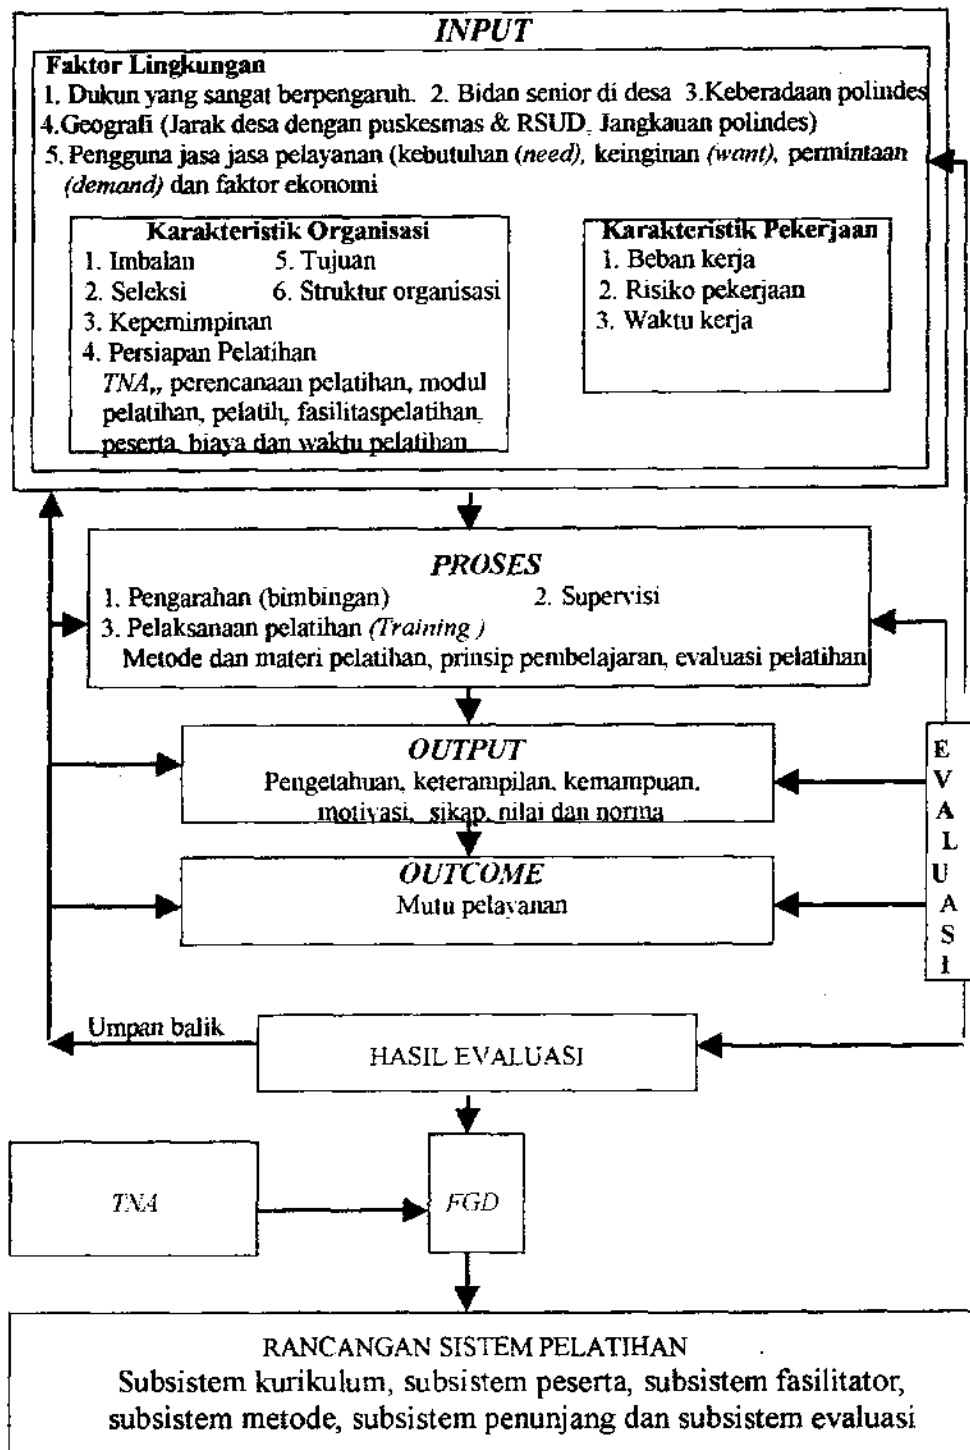 INPUT
Faktor Lingkungan
1. Dukun yang sangat berpengaruh. 2. Bidan senior di desa 3.Keberadaan polindes
4.Geografi (Jarak desa dengan puskesmas & RSUD, Jangkauan polindes)
5. Pengguna jasa jasa pelayanan (kebutuhan (need), keinginan (want), permintaan
(demand) dan faktor ekonomi
Karakteristik Organisasi
1. Imbalan 5. Tujuan
2. Seleksi 6. Struktur organisasi
3. Kepemimpinan
4. Persiapan Pelatihan
TNA,, perencanaan pelatihan, modul
pelatihan, pelatih, fasilitaspelatihan,
peserta, biaya dan waktu pelatihan
Karakteristik Pekerjaan
1. Beban kerja
2. Risiko pekerjaan
3. Waktu kerja
PROSES
1. Pengarahan (bimbingan) 2. Supervisi
3. Pelaksanaan pelatihan (Training )
Metode dan materi pelatihan, prinsip pembelajaran, evaluasi pelatihan
OUTPUT
Pengetahuan, keterampilan, kemampuan,
motivasi, sikap, nilai dan norma
OUTCOME
Mutu pelayanan
E
V
A
L
U
A
S
I
Umpan balik
HASIL EVALUASI
TNA
FGD
RANCANGAN SISTEM PELATIHAN
Subsistem kurikulum, subsistem peserta, subsistem fasilitator,
subsistem metode, subsistem penunjang dan subsistem evaluasi